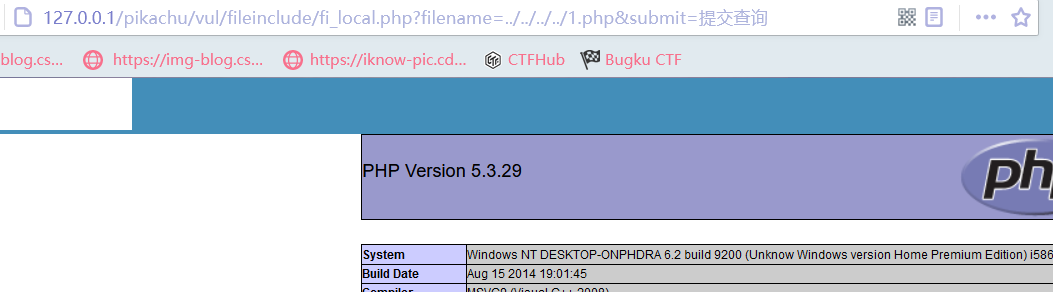 127.0.0.1/pikachu/vul/fileinclude/fi_local.php?filename=../../../../1.php&submit=提交查询
blog.cs... https://img-blog.cs... https://iknow-pic.cd... CTFHub Bugku CTF
PHP Version 5.3.29
php
System Windows NT DESKTOP-ONPHDRA 6.2 build 9200 (Unknow Windows version Home Premium Edition) i586
Build Date Aug 15 2014 19:01:45
Compiler MSVC9 (Visual C++ 2008)